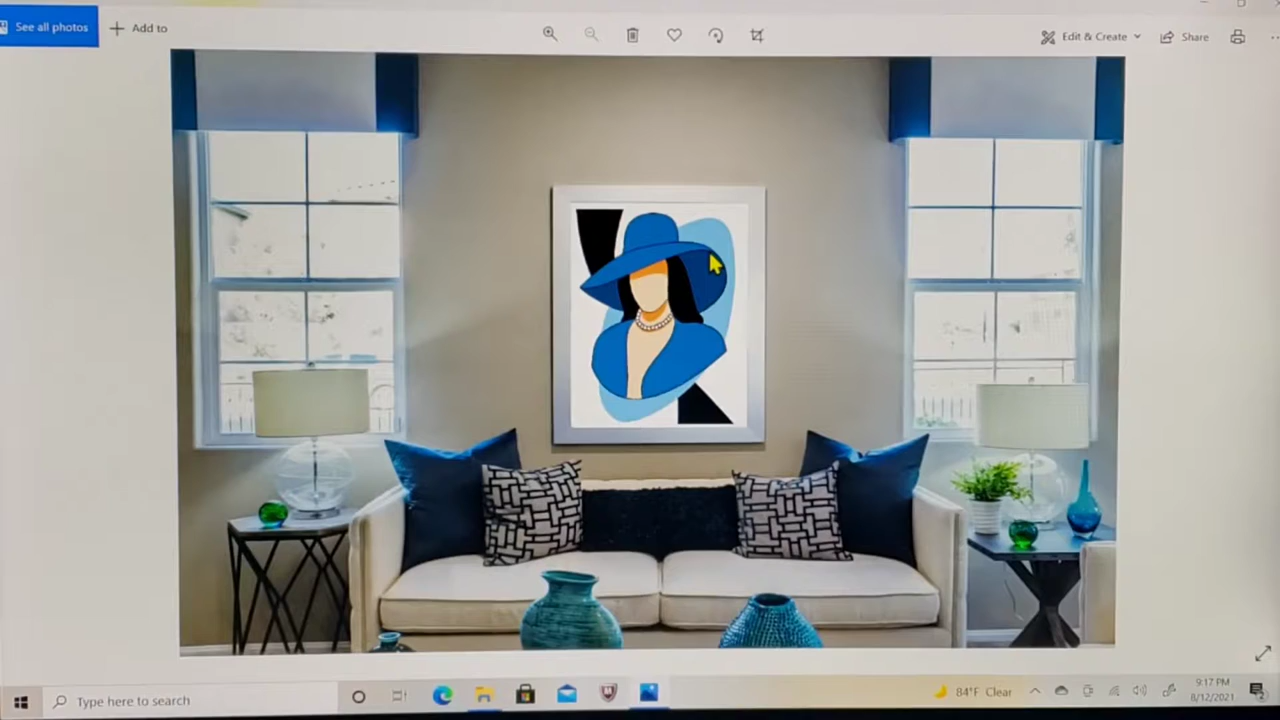 See all photos
Add to
Edit & Create
Share
Type here to search
84°F Clear
9:17 PM
8/12/2021